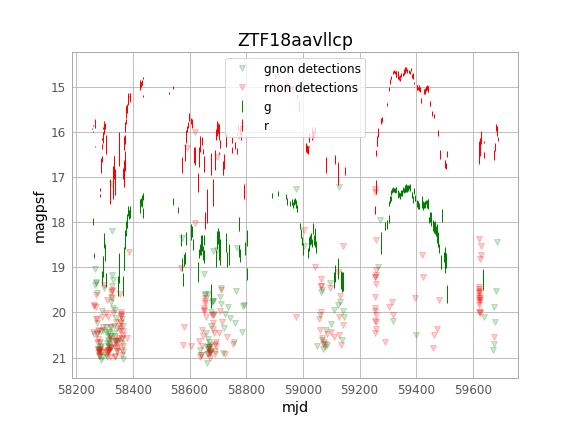 ZTF18aavllcp
gnon detections
rnon detections
g
r
15
16
17
18
19
20
21
magpsf
58200
58400
58600
58800
59000
59200
59400
59600
mjd